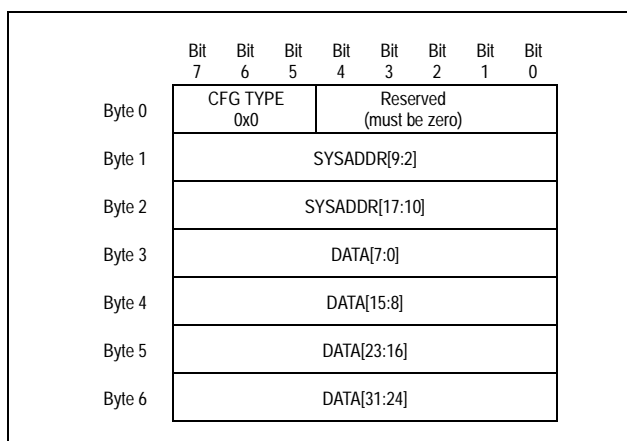 Bit Bit Bit Bit Bit Bit Bit Bit
7 6 5 4 3 2 1 0
Byte 0 CFG TYPE Reserved
0x0 (must be zero)
Byte 1 SYSADDR[9:2]
Byte 2 SYSADDR[17:10]
Byte 3 DATA[7:0]
Byte 4 DATA[15:8]
Byte 5 DATA[23:16]
Byte 6 DATA[31:24]